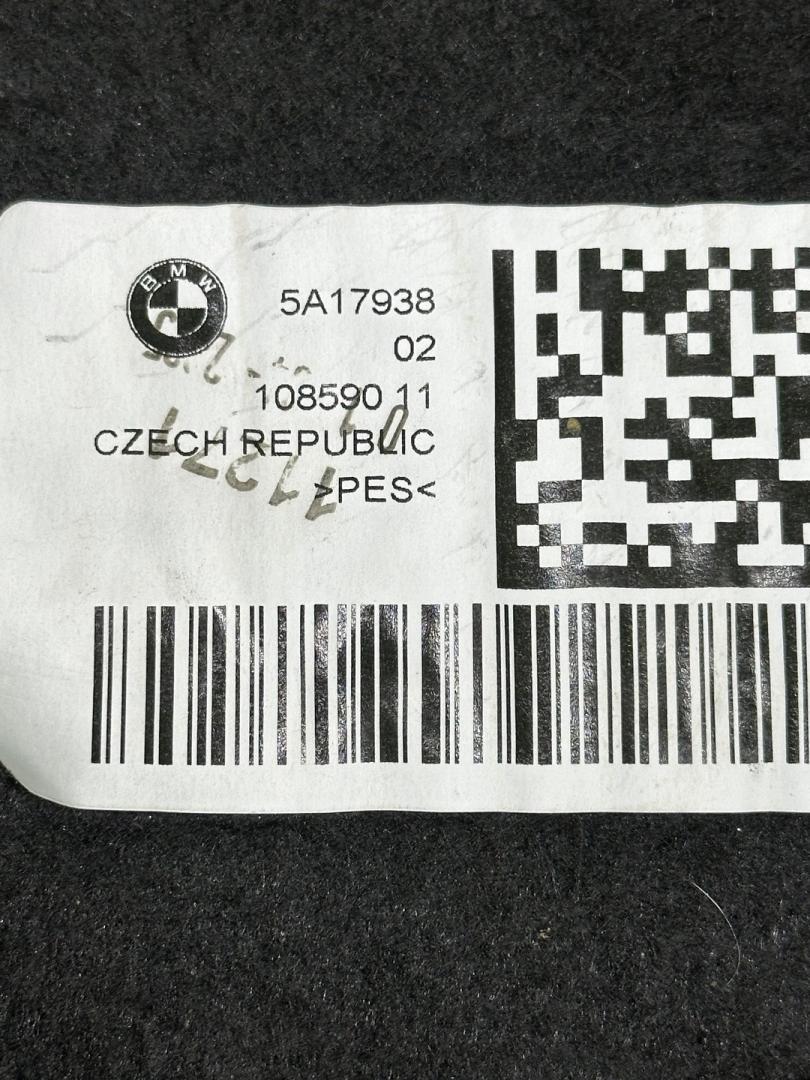 BMW
5A17938
02
108590 11
CZECH REPUBLIC
>PES<